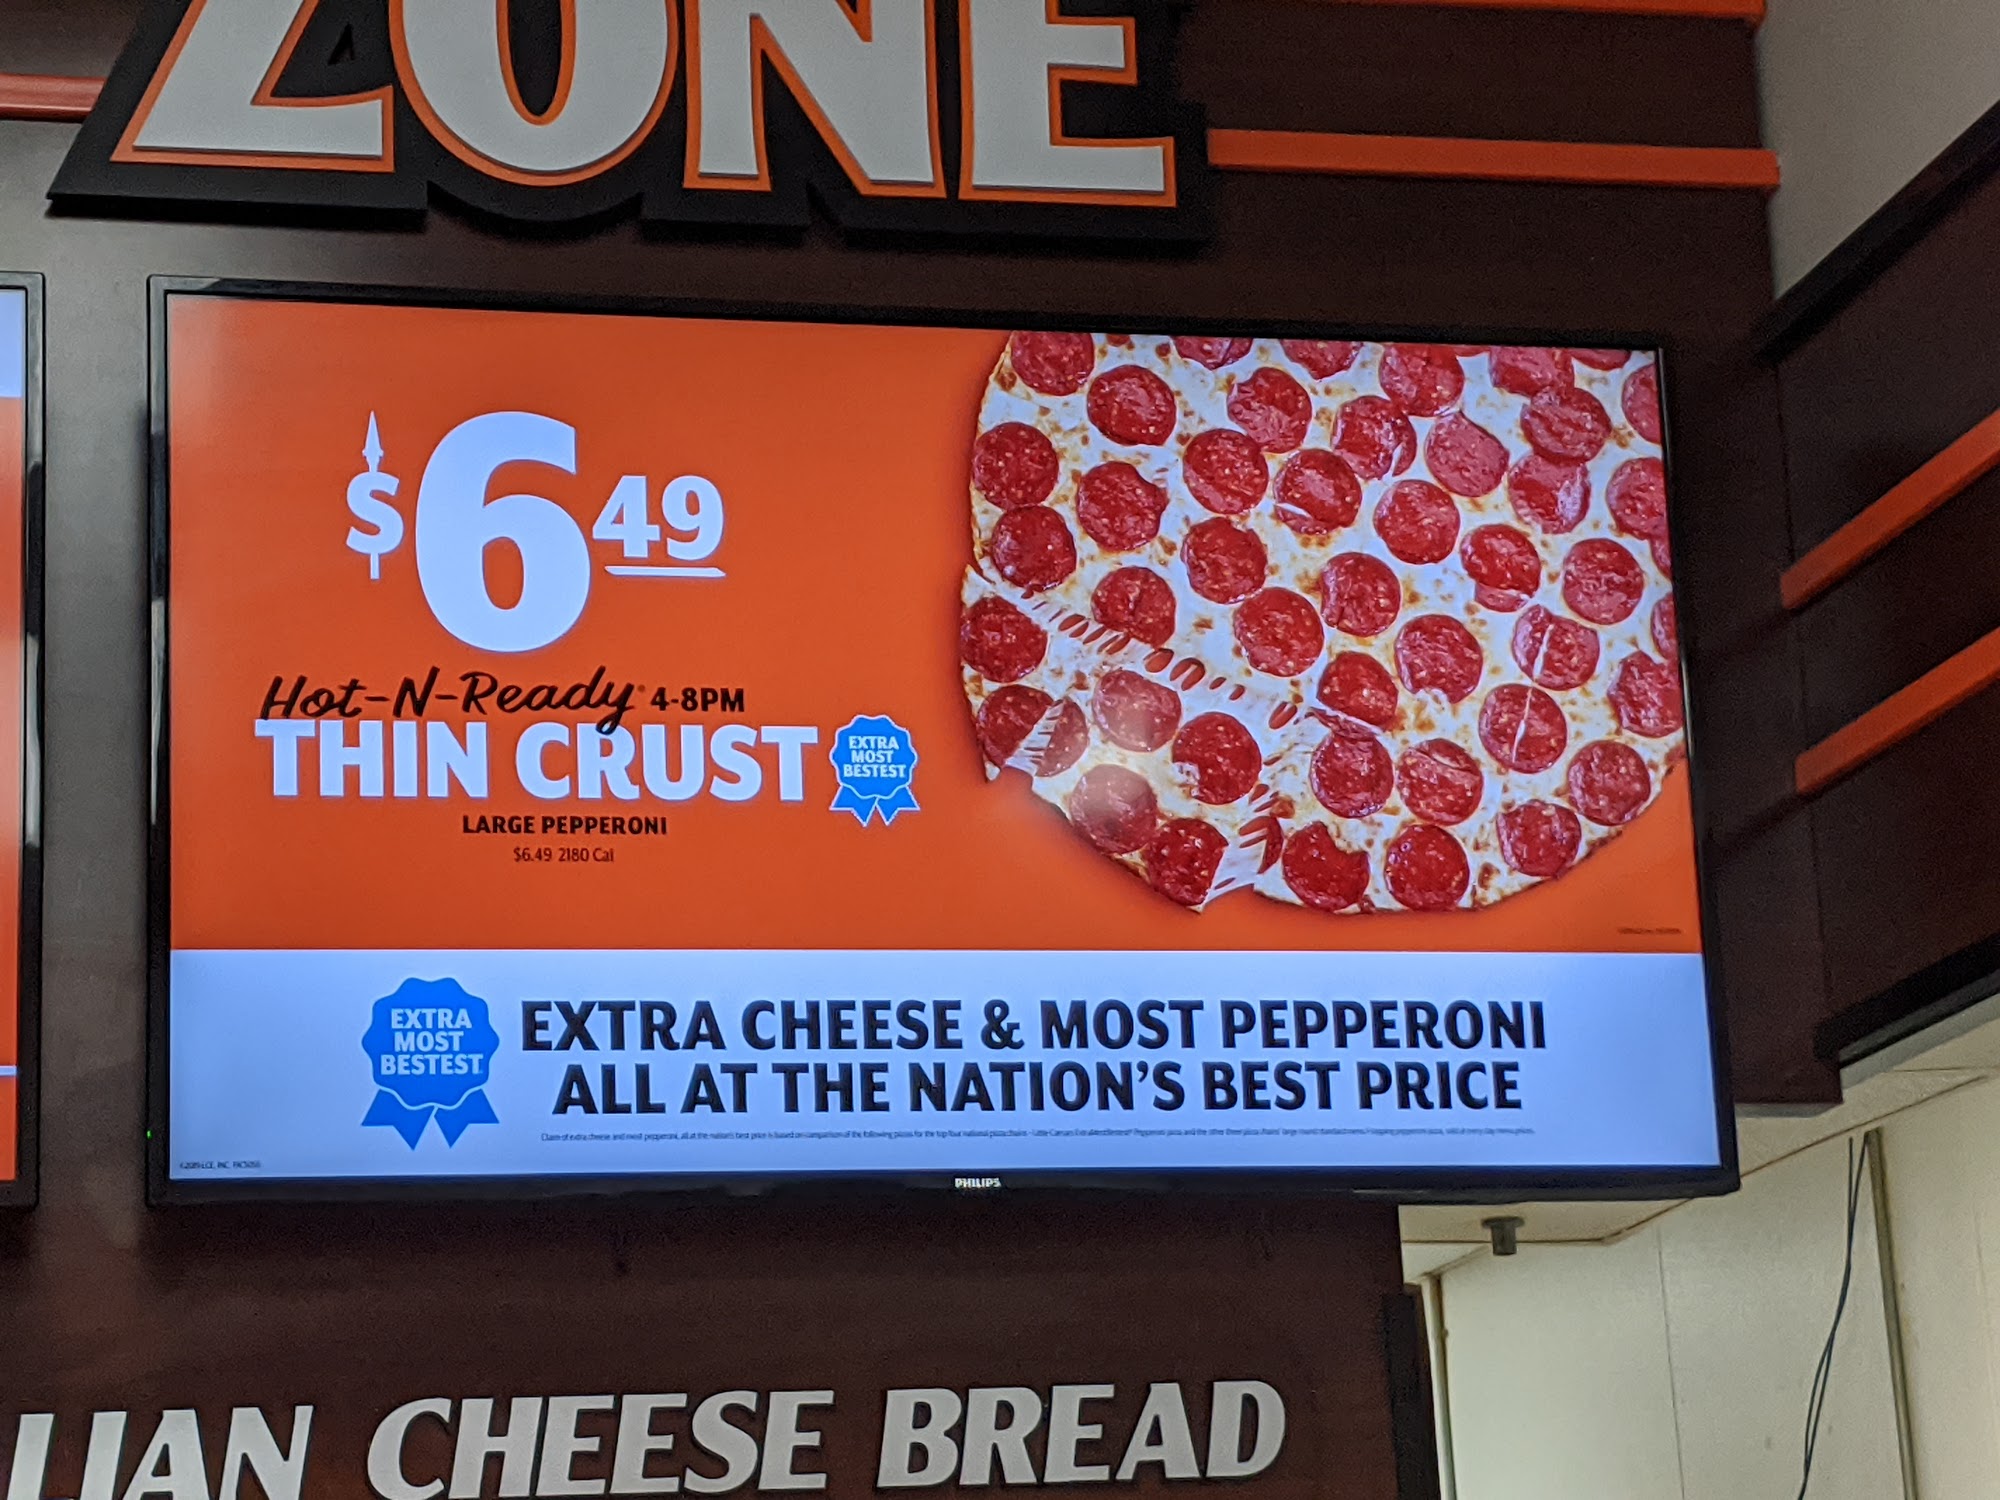 ZONE
$6.49
Hot-N-Ready® 4-8PM
THIN CRUST
EXTRA
MOST
BESTEST
LARGE PEPPERONI
$6.49 2180 Cal
EXTRA
MOST
BESTEST
EXTRA CHEESE & MOST PEPPERONI
ALL AT THE NATION'S BEST PRICE
PHILIPS
LIAN CHEESE BREAD